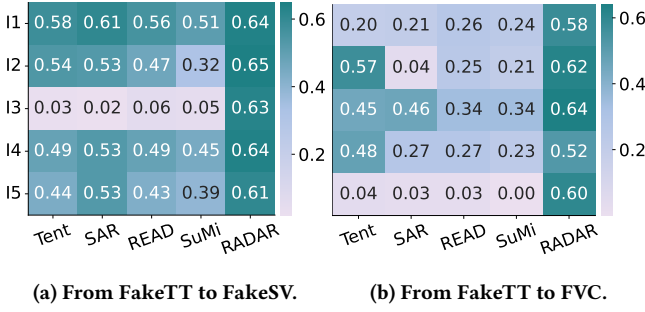 I1 0.58 0.61 0.56 0.51 0.64
I2 0.54 0.53 0.47 0.32 0.65
I3 0.03 0.02 0.06 0.05 0.63
I4 0.49 0.53 0.49 0.45 0.64
I5 0.44 0.53 0.43 0.39 0.61
Tent SAR READ SuMi RADAR
0.6
0.4
0.2
(a) From FakeTT to FakeSV.
0.20 0.21 0.26 0.24 0.58
0.57 0.04 0.25 0.21 0.62
0.45 0.46 0.34 0.34 0.64
0.48 0.27 0.27 0.23 0.52
0.04 0.03 0.03 0.00 0.60
Tent SAR READ SuMi RADAR
0.6
0.4
0.2
(b) From FakeTT to FVC.